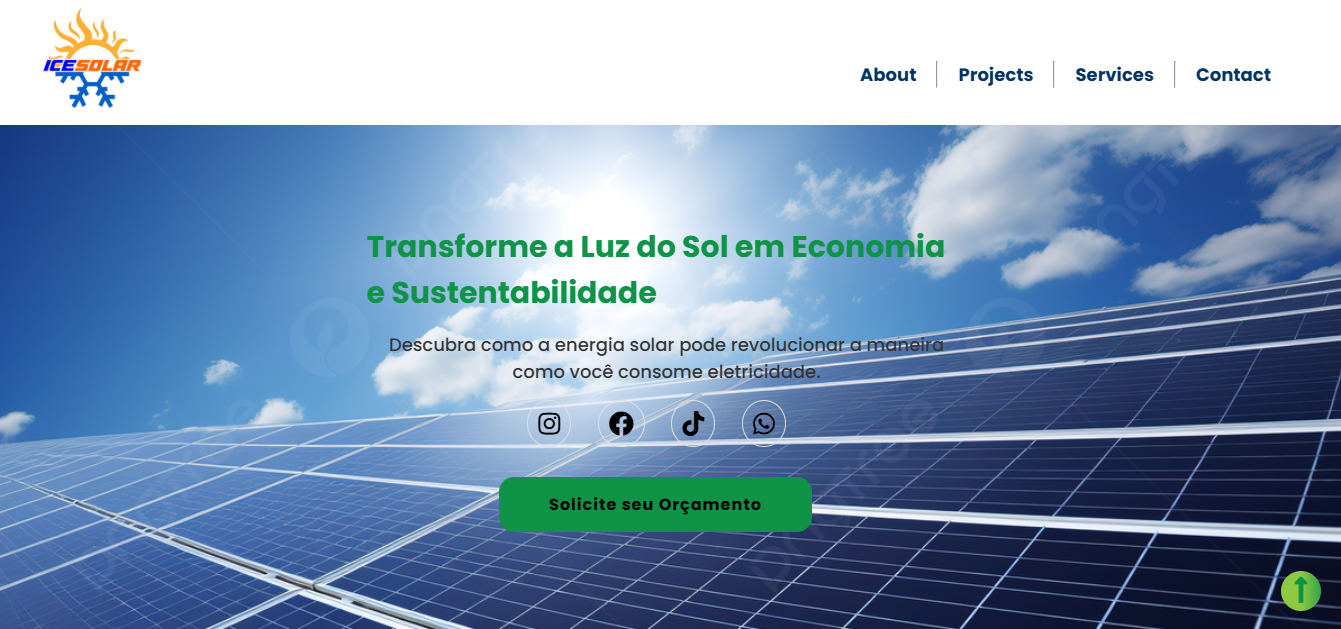 ICESOLAR
About
Projects
Services
Contact
Transforme a Luz do Sol em Economia
e Sustentabilidade
Descubra como a energia solar pode revolucionar a maneira
como você consome eletricidade.
Solicite seu Orçamento